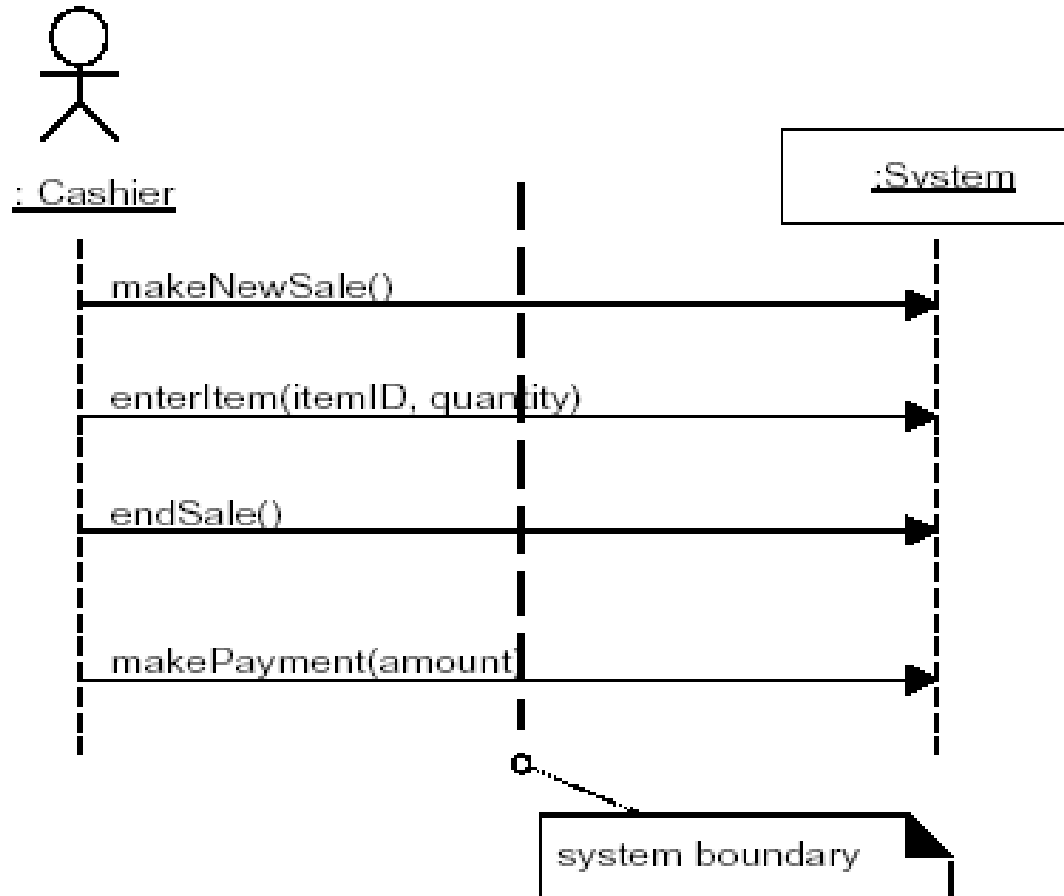 : Cashier
:System
makeNewSale()
enterItem(itemID, quantity)
endSale()
makePayment(amount)
system boundary